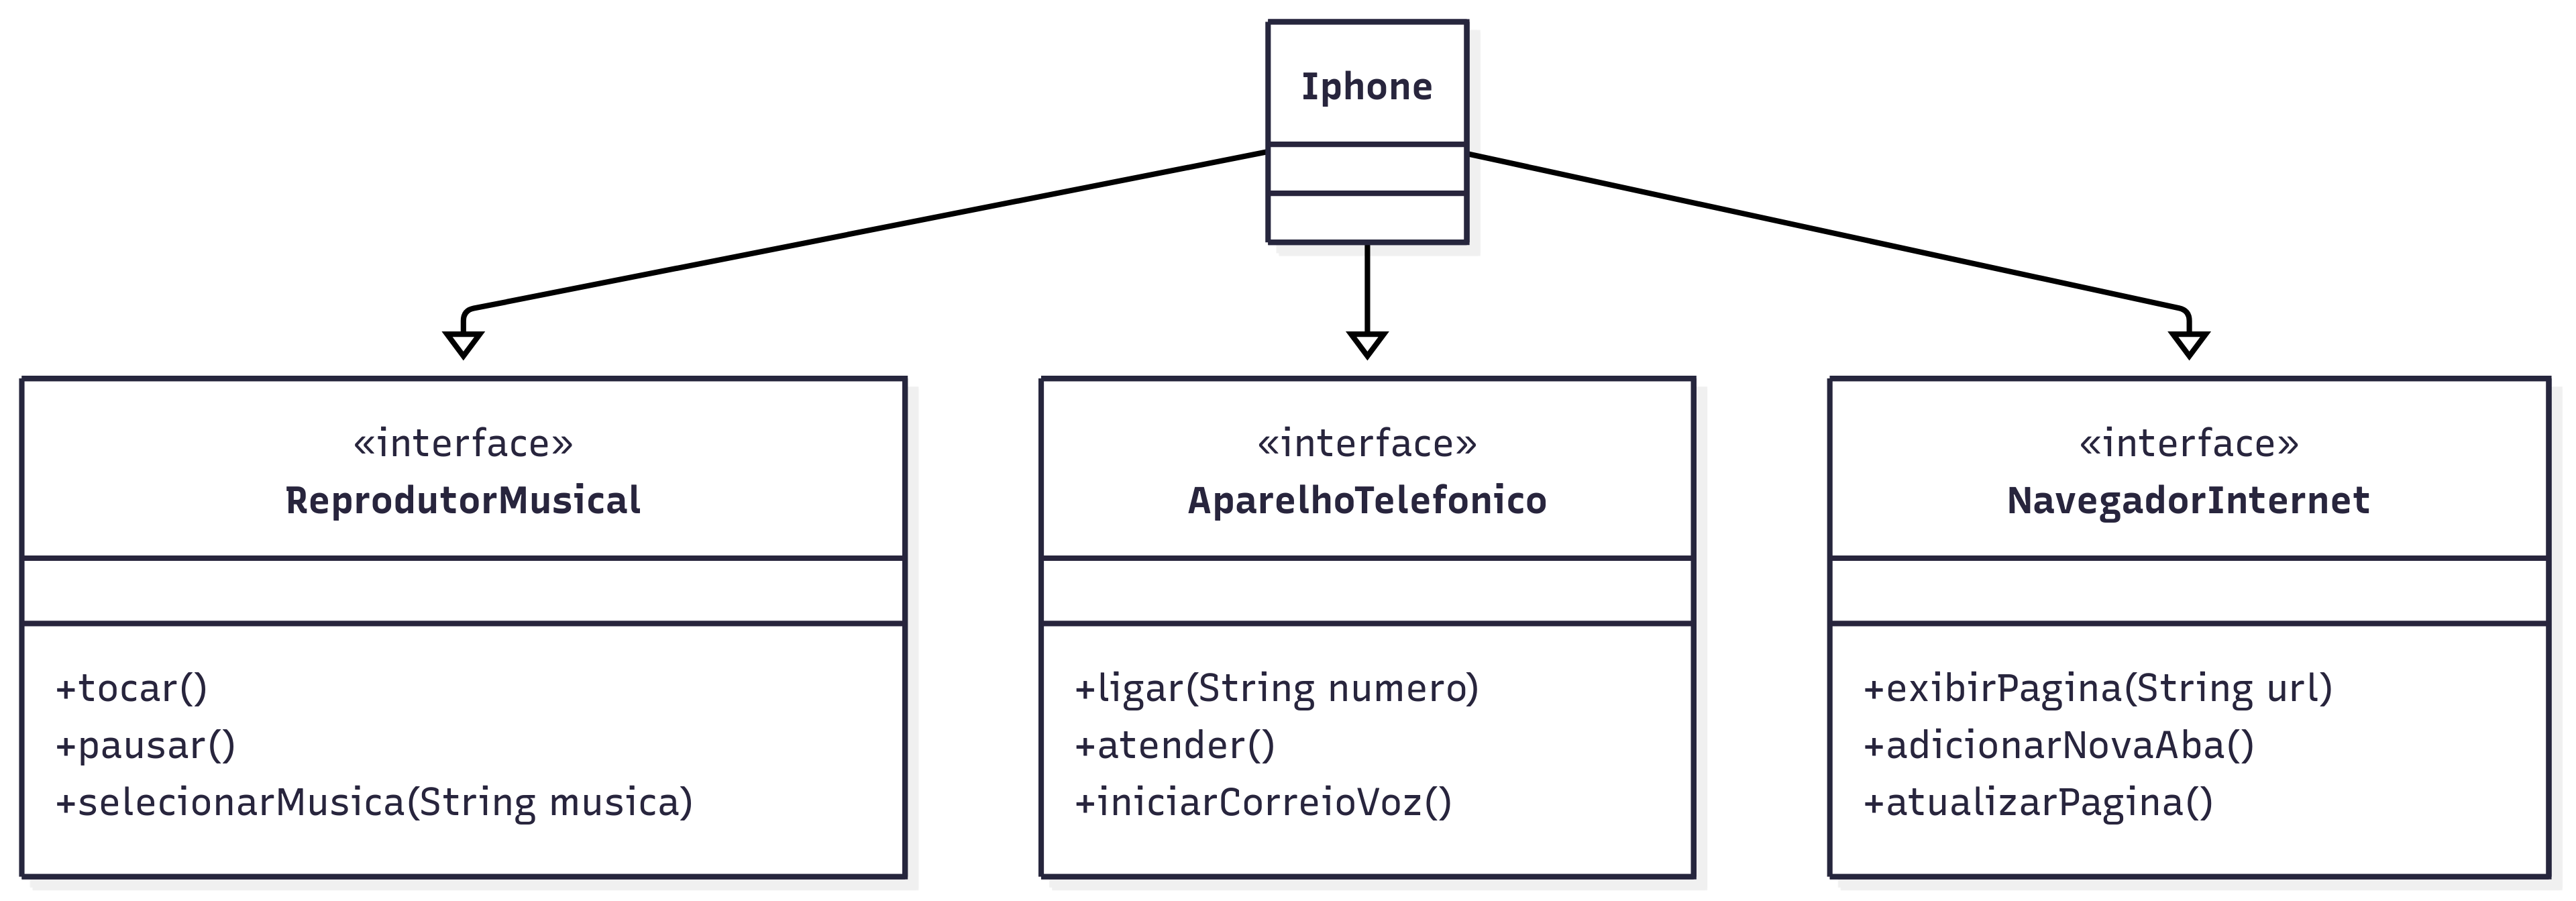 Iphone
«interface»
ReprodutorMusical
+tocar()
+pausar()
+selecionarMusica(String musica)
«interface»
AparelhoTelefonico
+ligar(String numero)
+atender()
+iniciarCorreioVoz()
«interface»
NavegadorInternet
+exibirPagina(String url)
+adicionarNovaAba()
+atualizarPagina()